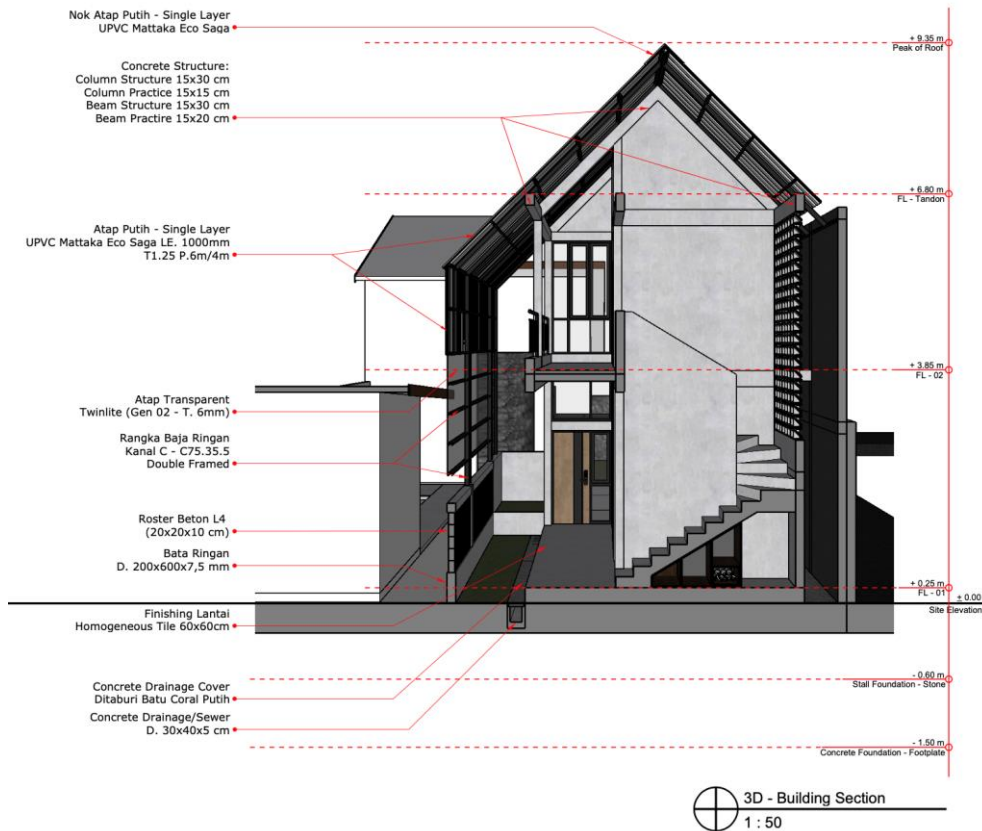 Nok Atap Putih - Single Layer
UPVC Mattaka Eco Saga
Concrete Structure:
Column Structure 15x30 cm
Column Practice 15x15 cm
Beam Structure 15x30 cm
Beam Practire 15x20 cm
Atap Putih - Single Layer
UPVC Mattaka Eco Saga LE. 1000mm
T1.25 P.6m/4m
Atap Transparent
Twinlite (Gen 02 - T. 6mm)
Rangka Baja Ringan
Kanal C - C75.35.5
Double Framed
Roster Beton L4
(20x20x10 cm)
Bata Ringan
D. 200x600x7,5 mm
Finishing Lantai
Homogeneous Tile 60x60cm
Concrete Drainage Cover
Ditaburi Batu Coral Putih
Concrete Drainage/Sewer
D. 30x40x5 cm
+ 9.35 m
Peak of Roof
+ 6.80 m
FL - Tandon
+ 3.85 m
FL - 02
+ 0.25 m
FL - 01
± 0.00
Site Elevation
- 0.60 m
Stall Foundation - Stone
- 1.50 m
Concrete Foundation - Footplate
3D - Building Section
1 : 50